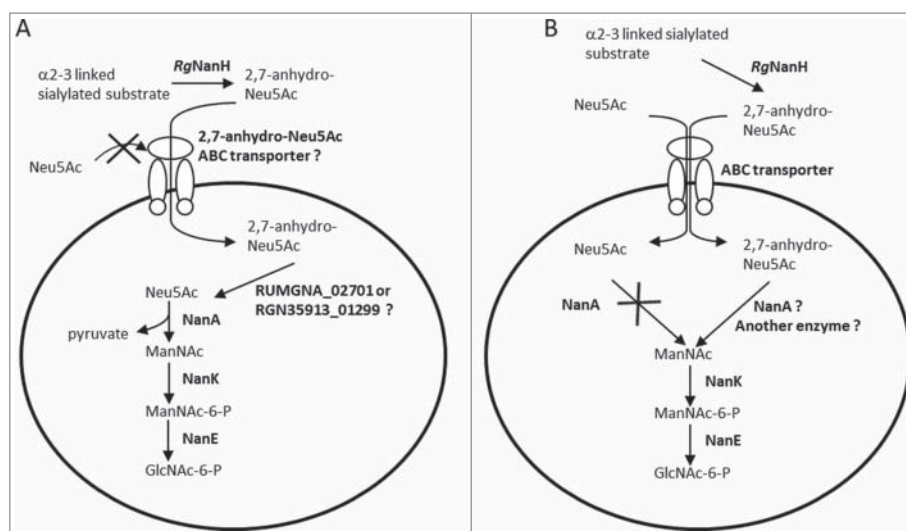 A
α2-3 linked
sialylated substrate
RgNanH
2,7-anhydro-
Neu5Ac
2,7-anhydro-Neu5Ac
ABC transporter ?
Neu5Ac
2,7-anhydro-
Neu5Ac
Neu5Ac
RUMGNA_02701 or
RGN35913_01299 ?
pyruvate
NanA
ManNAc
NanK
ManNAc-6-P
NanE
GlcNAc-6-P
B
α2-3 linked sialylated
substrate
RgNanH
Neu5Ac
2,7-anhydro-
Neu5Ac
ABC transporter
Neu5Ac
2,7-anhydro-
Neu5Ac
NanA
NanA ?
Another enzyme ?
ManNAc
NanK
ManNAc-6-P
NanE
GlcNAc-6-P